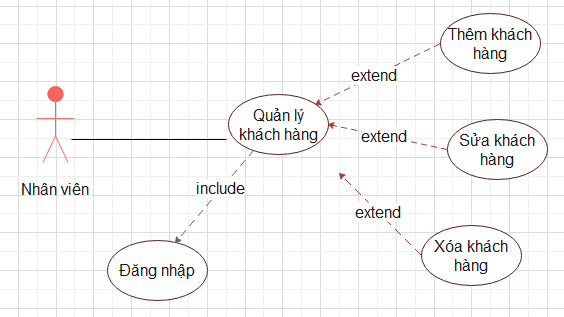 Thêm khách
hàng
extend
Quản lý
khách hàng
extend
Sửa khách
hàng
Nhân viên
include
extend
Xóa khách
hàng
Đăng nhập